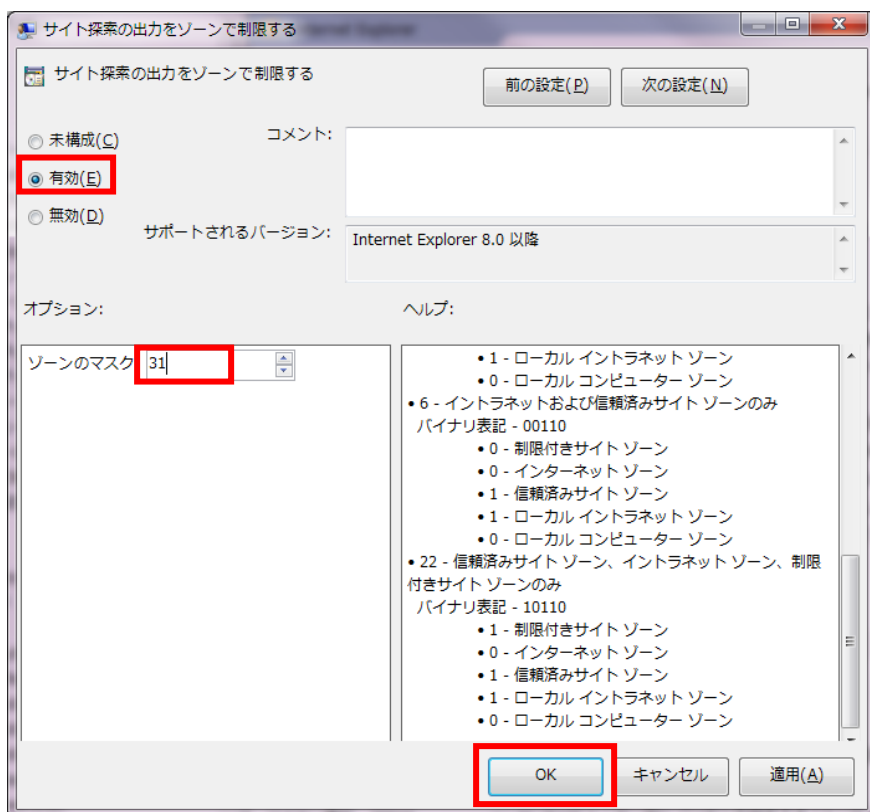 サイト探索の出力をゾーンで制限する
サイト探索の出力をゾーンで制限する
前の設定(P)
次の設定(N)
未構成(C)
コメント:
有効(E)
無効(D)
サポートされるバージョン:
Internet Explorer 8.0 以降
オプション:
ヘルプ:
ゾーンのマスク
31
• 1 - ローカル イントラネット ゾーン
• 0 - ローカル コンピューター ゾーン
• 6 - イントラネットおよび信頼済みサイト ゾーンのみ
バイナリ表記 - 00110
• 0 - 制限付きサイト ゾーン
• 0 - インターネット ゾーン
• 1 - 信頼済みサイト ゾーン
• 1 - ローカル イントラネット ゾーン
• 0 - ローカル コンピューター ゾーン
• 22 - 信頼済みサイト ゾーン、イントラネット ゾーン、制限
付きサイト ゾーンのみ
バイナリ表記 - 10110
• 1 - 制限付きサイト ゾーン
• 0 - インターネット ゾーン
• 1 - 信頼済みサイト ゾーン
• 1 - ローカル イントラネット ゾーン
• 0 - ローカル コンピューター ゾーン
OK
キャンセル
適用(A)